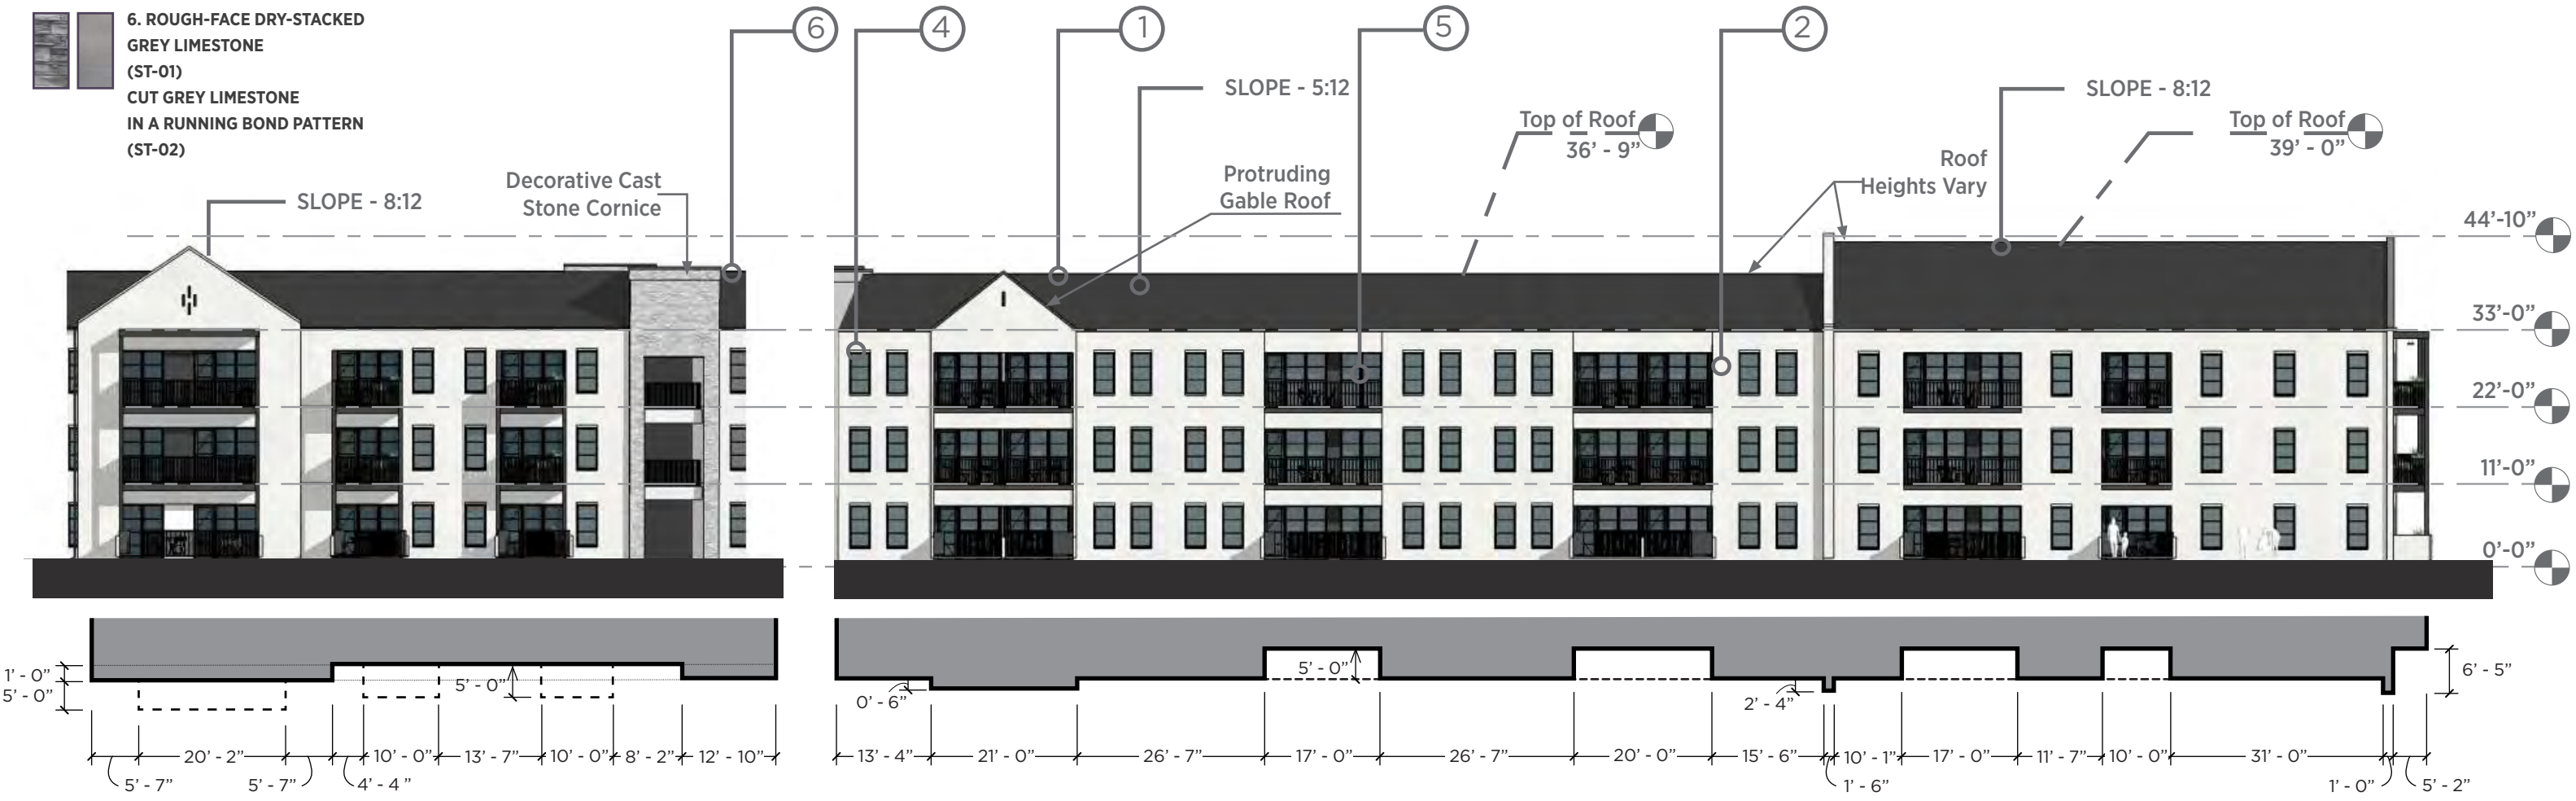 6. ROUGH-FACE DRY-STACKED
GREY LIMESTONE
(ST-01)
CUT GREY LIMESTONE
IN A RUNNING BOND PATTERN
(ST-02)
6
4
1
5
2
SLOPE - 5:12
SLOPE - 8:12
Top of Roof
36’ - 9”
Top of Roof
39’ - 0”
Roof
Heights Vary
Protruding
Gable Roof
Decorative Cast
Stone Cornice
SLOPE - 8:12
44’-10”
33’-0”
22’-0”
11’-0”
0’-0”
1’ - 0”
5’ - 0”
5’ - 0”
0’ - 6”
5’ - 0”
2’ - 4”
6’ - 5”
20’ - 2”
10’ - 0”
13’ - 7”
10’ - 0”
8’ - 2”
12’ - 10”
13’ - 4”
21’ - 0”
26’ - 7”
17’ - 0”
26’ - 7”
20’ - 0”
15’ - 6”
10’ - 1”
17’ - 0”
11’ - 7”
10’ - 0”
31’ - 0”
5’ - 7”
5’ - 7”
4’ - 4”
1’ - 6”
1’ - 0”
5’ - 2”